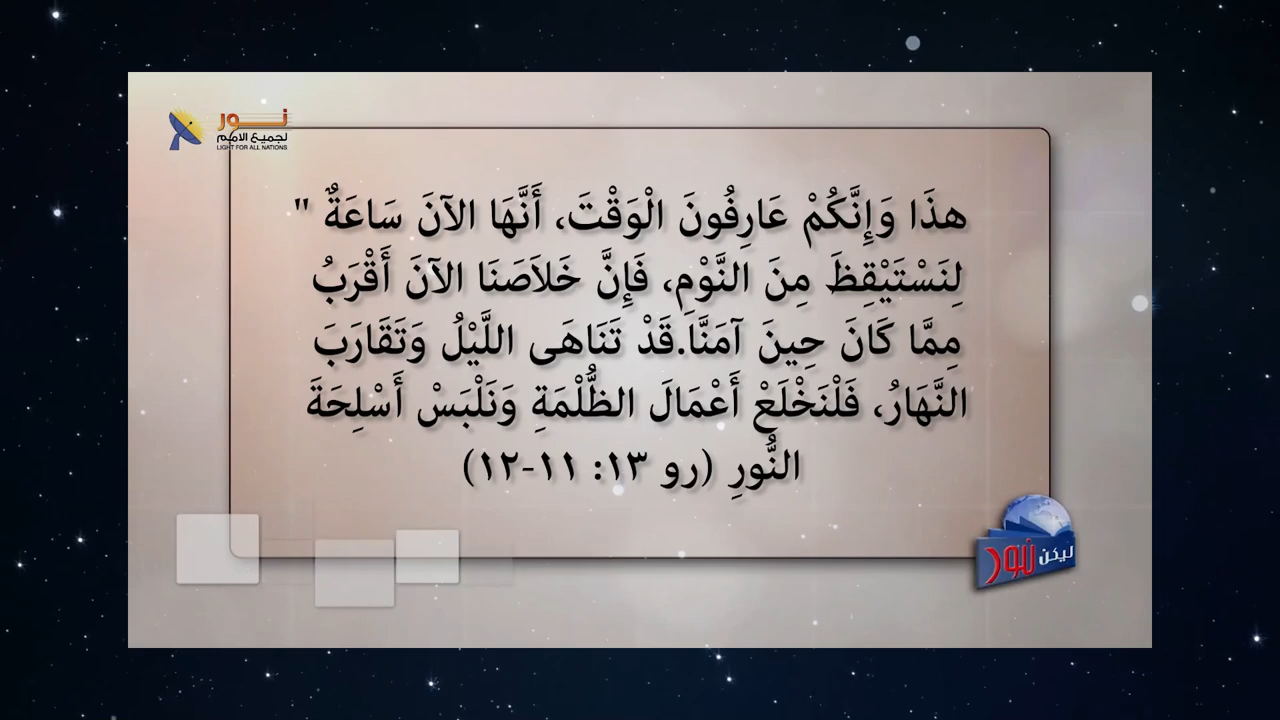 نور
لجميع الامم
LIGHT FOR ALL NATIONS
هذَا وَإِنَّكُمْ عَارِفُونَ الْوَقْتَ، أَنَّهَا الآنَ سَاعَةٌ "
لِنَسْتَيْقِظَ مِنَ النَّوْمِ، فَإِنَّ خَلاَصَنَا الآنَ أَقْرَبُ
مِمَّا كَانَ حِينَ آمَنَّا.قَدْ تَنَاهَى اللَّيْلُ وَتَقَارَبَ
النَّهَارُ، فَلْنَخْلَعْ أَعْمَالَ الظُّلْمَةِ وَنَلْبَسْ أَسْلِحَةَ
النُّورِ (رو ١٣: ١١-١٢)
ليكن نور